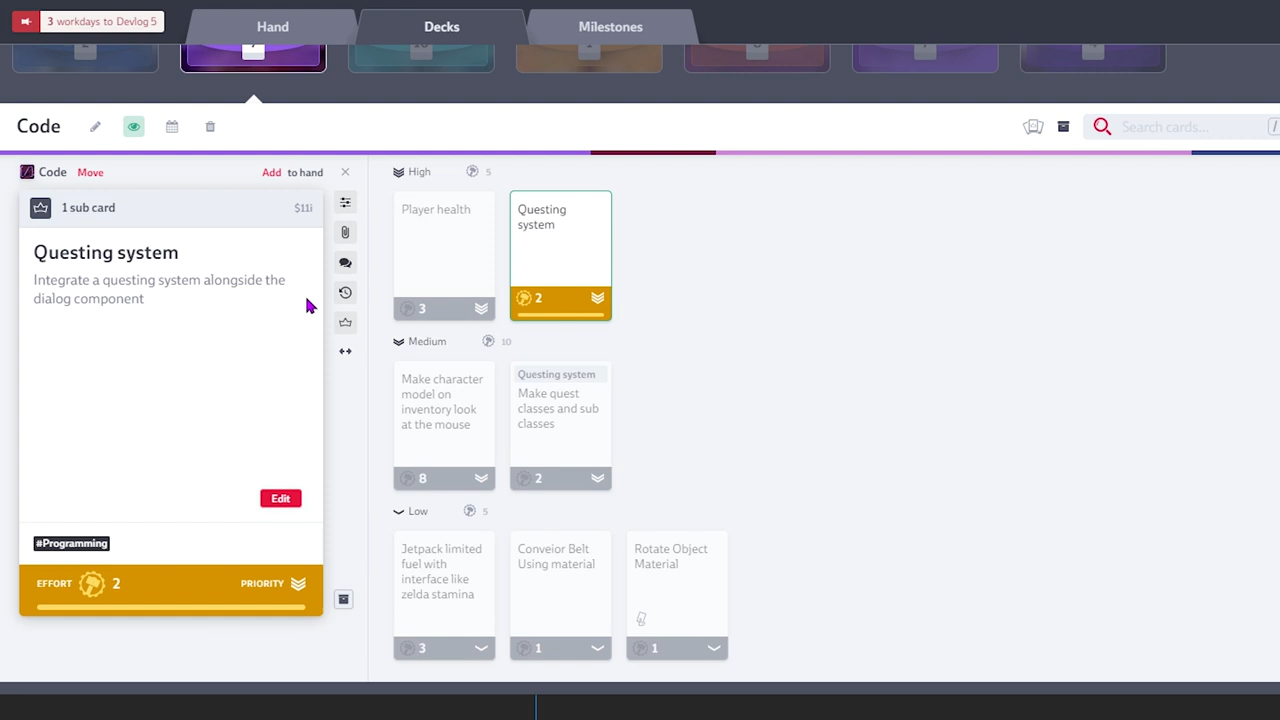 3 workdays to Devlog 5
Hand
Decks
Milestones
Code
Search cards...
/
Code Move
Add to hand
1 sub card
$11i
Questing system
Integrate a questing system alongside the
dialog component
Edit
#Programming
EFFORT 2
PRIORITY
High 5
Player health
3
Questing
system
2
Medium 10
Make character
model on
inventory look
at the mouse
8
Questing system
Make quest
classes and sub
classes
2
Low 5
Jetpack limited
fuel with
interface like
zelda stamina
3
Conveior Belt
Using material
1
Rotate Object
Material
1